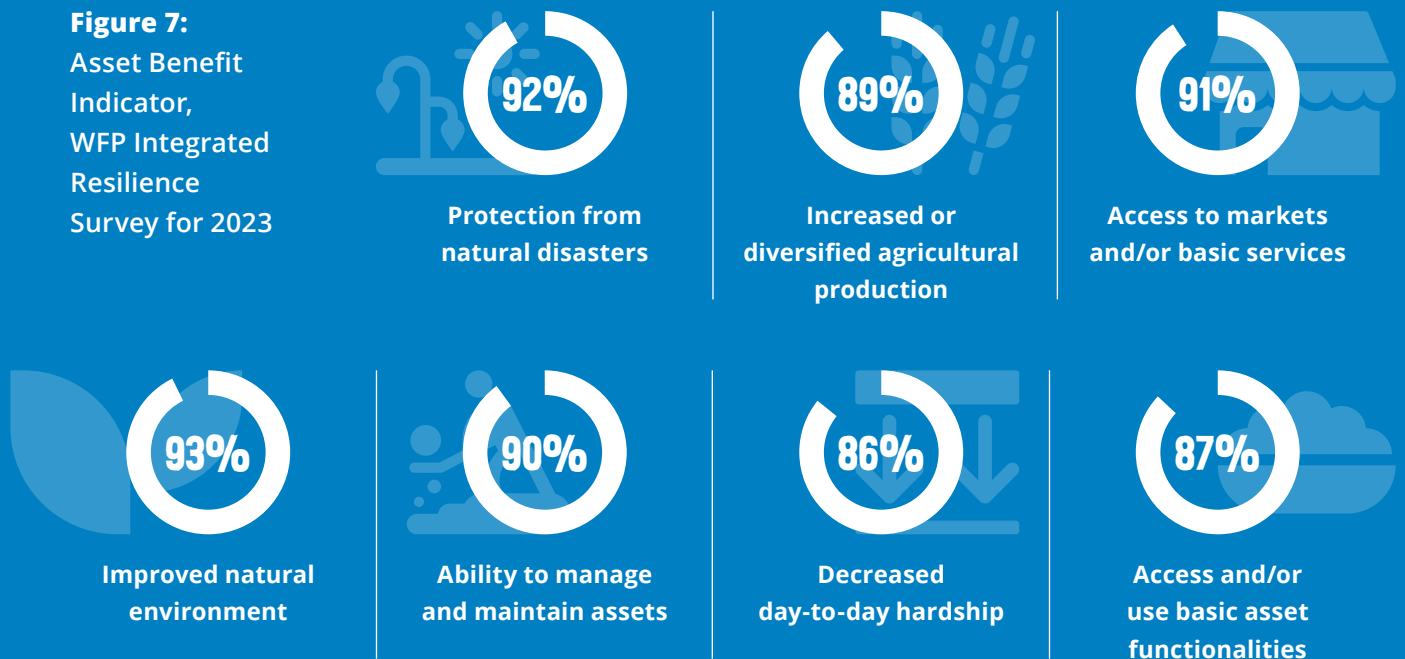 Figure 7:
Asset Benefit
Indicator,
WFP Integrated
Resilience
Survey for 2023
92%
Protection from
natural disasters
89%
Increased or
diversified agricultural
production
91%
Access to markets
and/or basic services
93%
Improved natural
environment
90%
Ability to manage
and maintain assets
86%
Decreased
day-to-day hardship
87%
Access and/or
use basic asset
functionalities